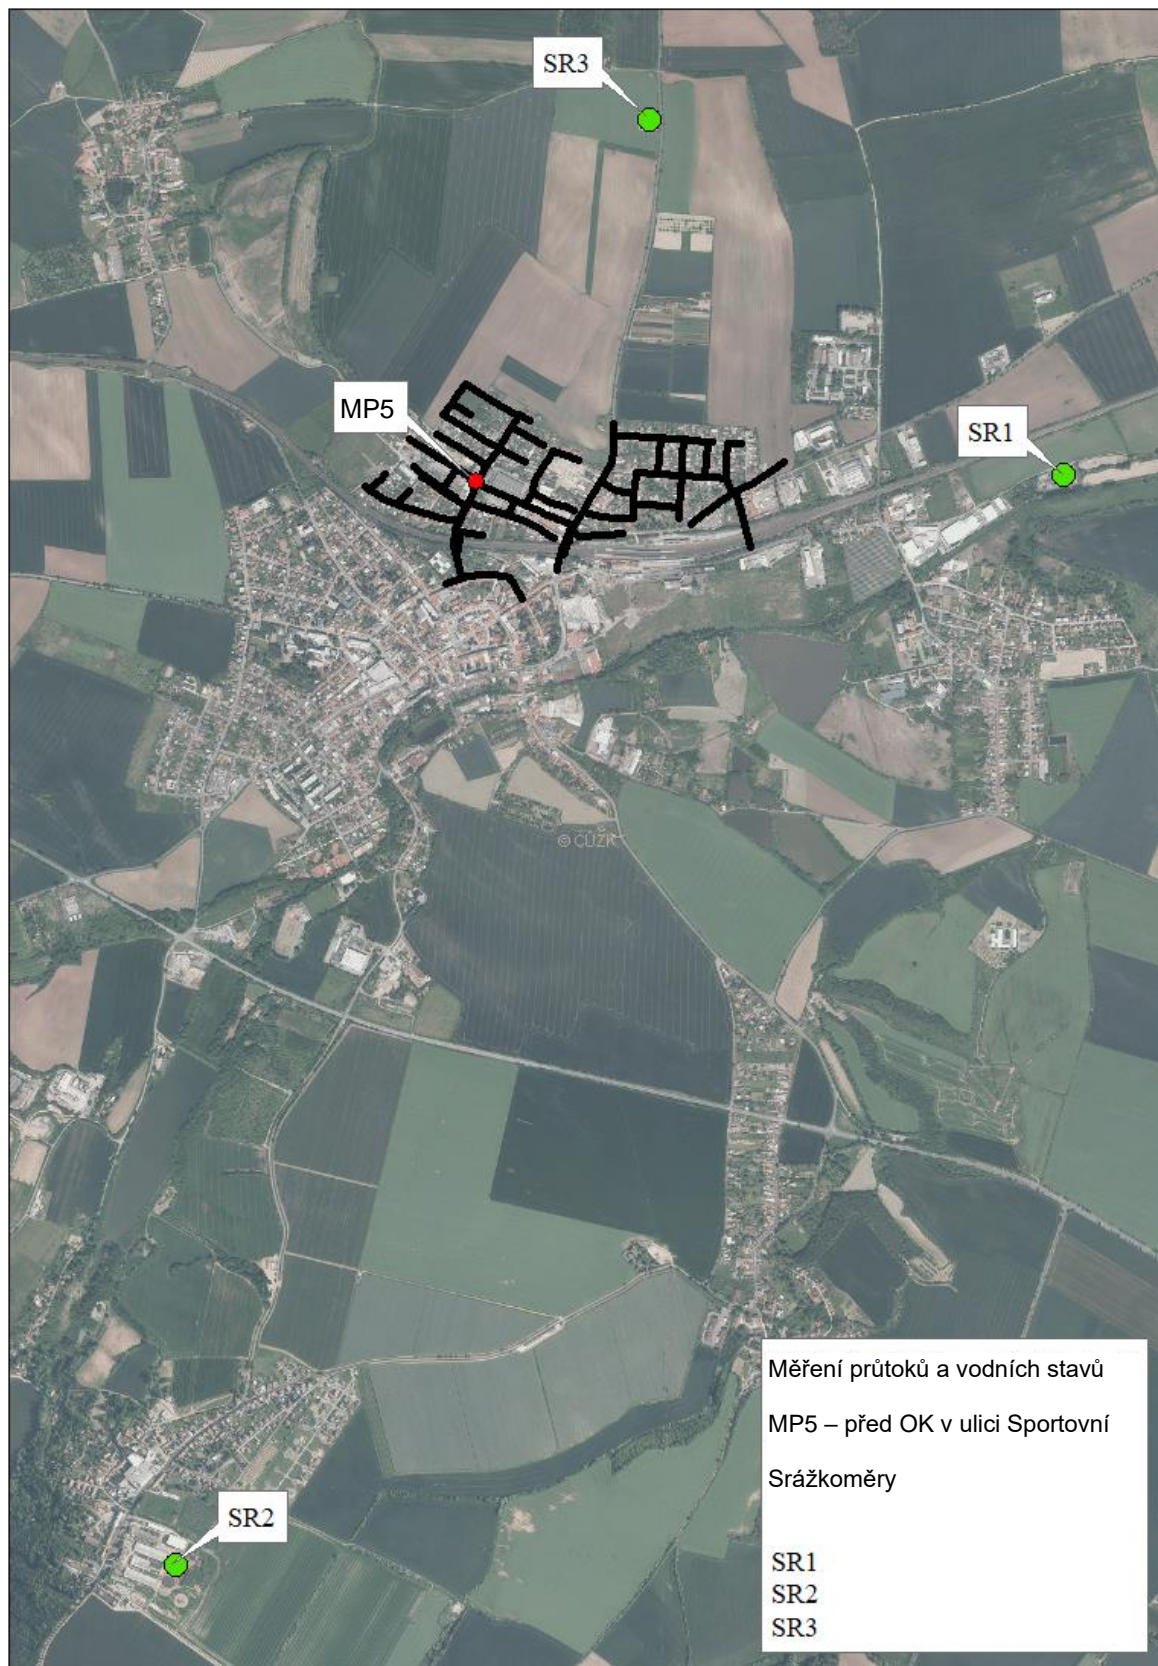 SR3
MP5
SR1
© ČÚZK
SR2
Měření průtoků a vodních stavů
MP5 – před OK v ulici Sportovní
Srážkoměry
SR1
SR2
SR3